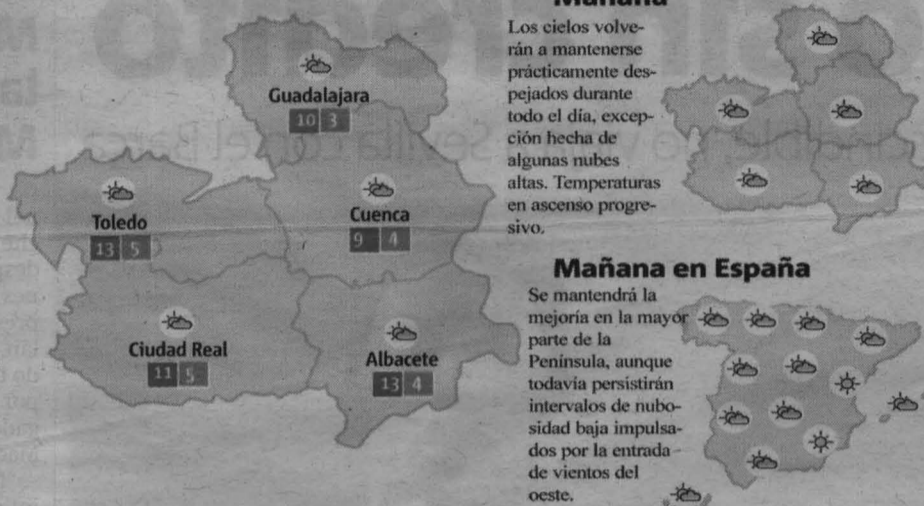 Guadalajara
10 3
Toledo
13 5
Cuenca
9 4
Ciudad Real
11 5
Albacete
13 4
Mañana
Los cielos volve-
rán a mantenerse
prácticamente des-
pejados durante
todo el día, excep-
ción hecha de
algunas nubes
altas. Temperaturas
en ascenso progre-
sivo.
Mañana en España
Se mantendrá la
mejoría en la mayor
parte de la
Península, aunque
todavía persistirán
intervalos de nubo-
sidad baja impulsa-
dos por la entrada
de vientos del
oeste.